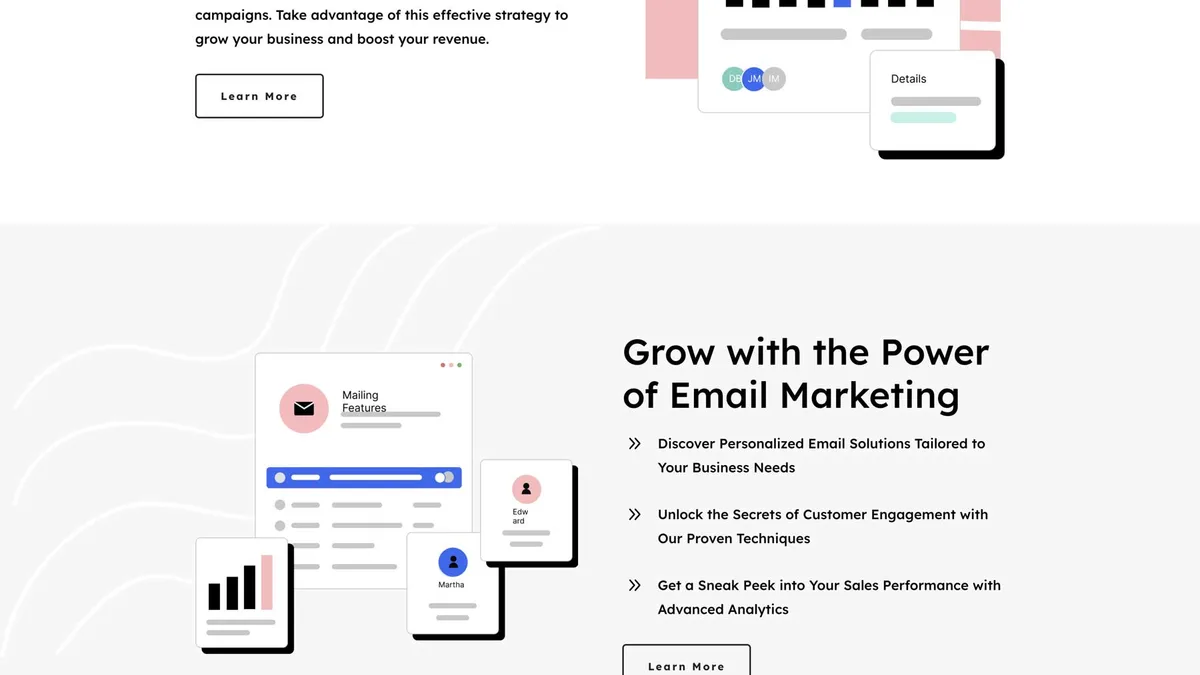 campaigns. Take advantage of this effective strategy to
grow your business and boost your revenue.
Learn More
DB JM IM
Details
Mailing
Features
Edw
ard
Martha
Grow with the Power
of Email Marketing
Discover Personalized Email Solutions Tailored to
Your Business Needs
Unlock the Secrets of Customer Engagement with
Our Proven Techniques
Get a Sneak Peek into Your Sales Performance with
Advanced Analytics
Learn More